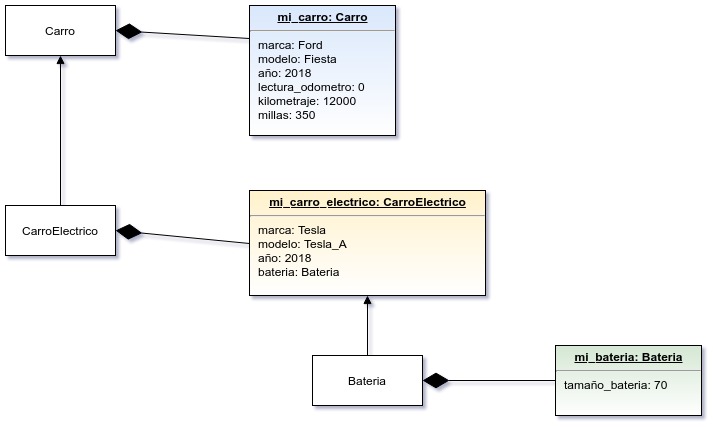 Carro
mi_carro: Carro
marca: Ford
modelo: Fiesta
año: 2018
lectura_odometro: 0
kilometraje: 12000
millas: 350
CarroElectrico
mi_carro_electrico: CarroElectrico
marca: Tesla
modelo: Tesla_A
año: 2018
bateria: Bateria
Bateria
mi_bateria: Bateria
tamaño_bateria: 70